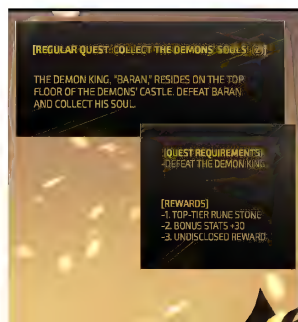 [REGULAR QUEST: COLLECT THE DEMONS' SOULS (2)]
THE DEMON KING, "BARAN," RESIDES ON THE TOP
FLOOR OF THE DEMONS' CASTLE. DEFEAT BARAN
AND COLLECT HIS SOUL.
[QUEST REQUIREMENTS]
-DEFEAT THE DEMON KING.
[REWARDS]
-1. TOP-TIER RUNE STONE
-2. BONUS STATS +30
-3. UNDISCLOSED REWARD